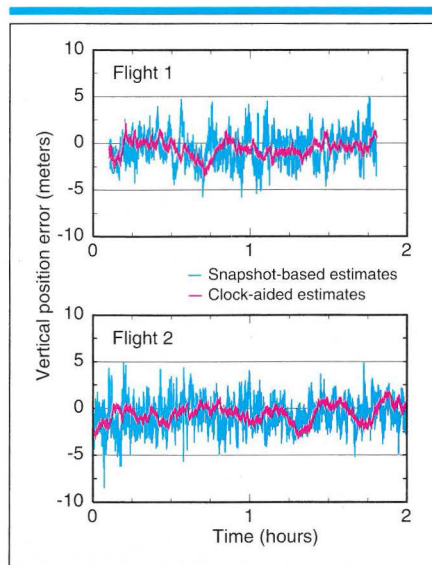 10
Flight 1
5
0
-5
-10
0
1
2
Snapshot-based estimates
Clock-aided estimates
Vertical position error (meters)
10
Flight 2
5
0
-5
-10
0
1
2
Time (hours)